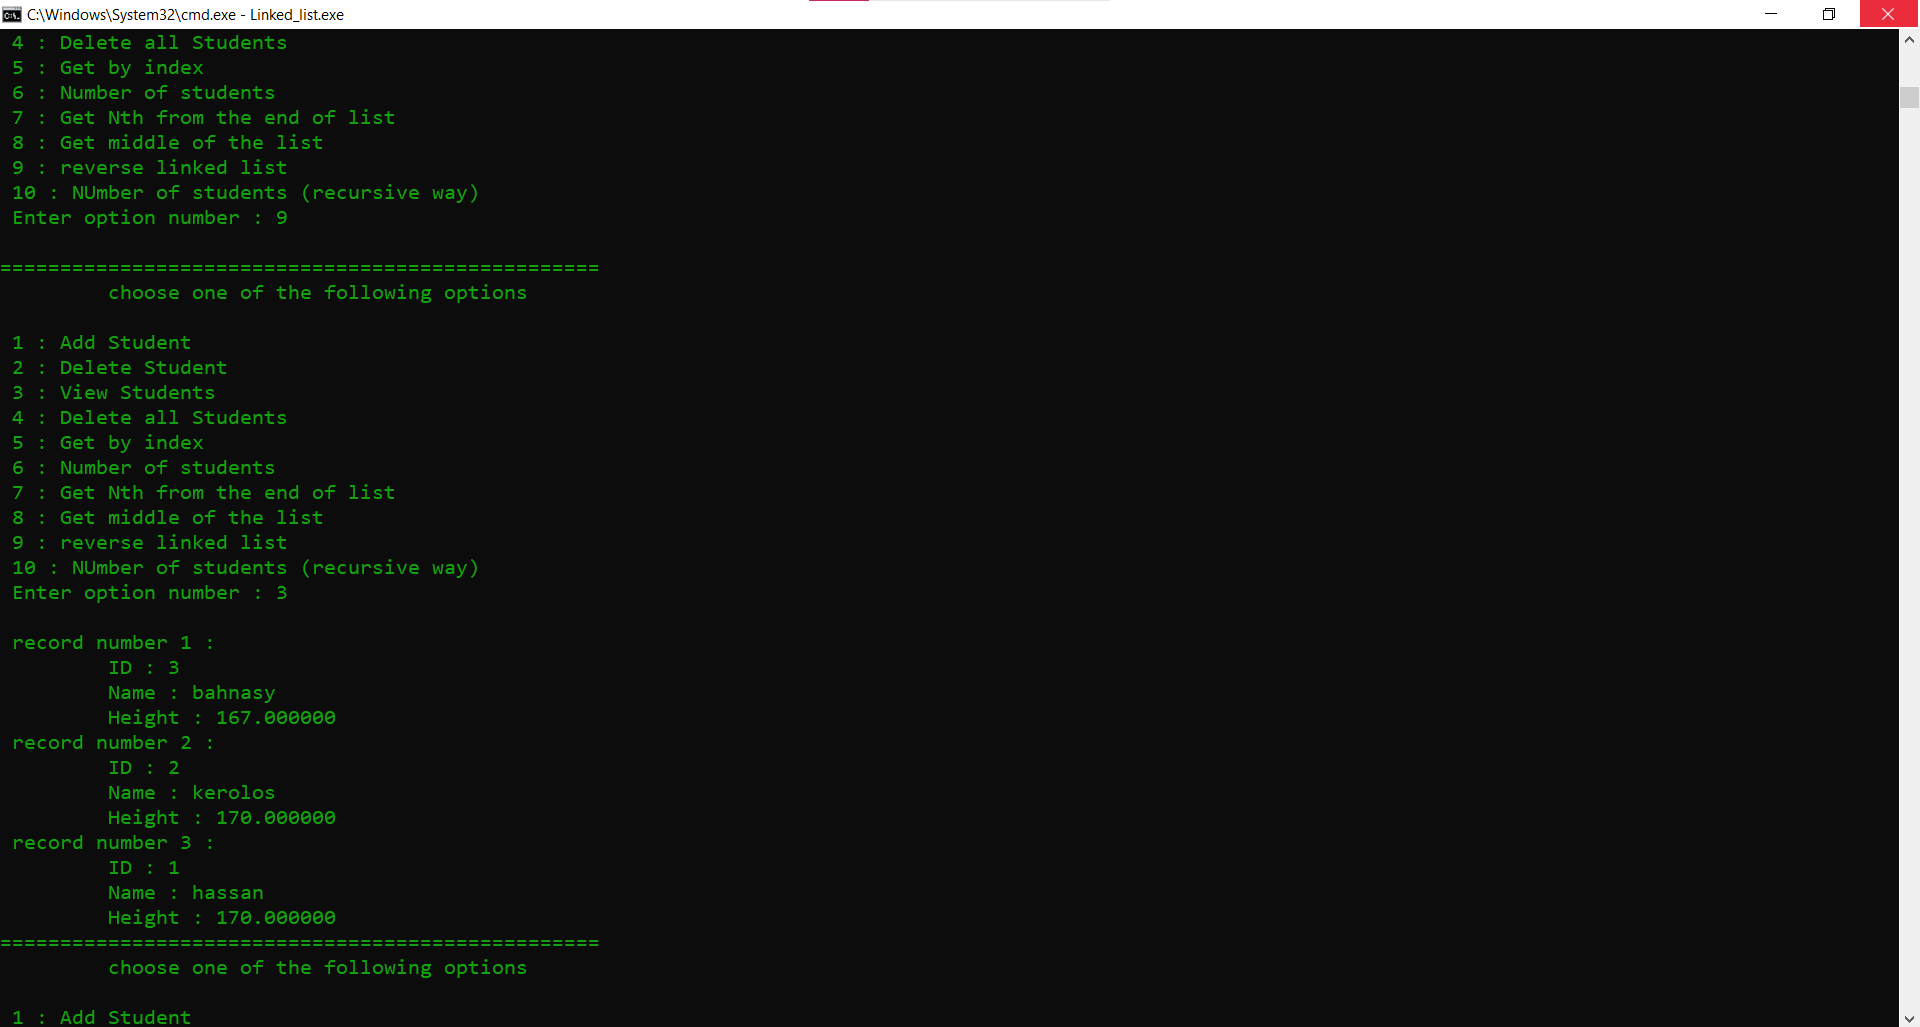 C:\Windows\System32\cmd.exe - Linked_list.exe
4 : Delete all Students
5 : Get by index
6 : Number of students
7 : Get Nth from the end of list
8 : Get middle of the list
9 : reverse linked list
10 : NUmber of students (recursive way)
Enter option number : 9
==================================================
choose one of the following options
1 : Add Student
2 : Delete Student
3 : View Students
4 : Delete all Students
5 : Get by index
6 : Number of students
7 : Get Nth from the end of list
8 : Get middle of the list
9 : reverse linked list
10 : NUmber of students (recursive way)
Enter option number : 3
record number 1 :
ID : 3
Name : bahnasy
Height : 167.000000
record number 2 :
ID : 2
Name : kerolos
Height : 170.000000
record number 3 :
ID : 1
Name : hassan
Height : 170.000000
==================================================
choose one of the following options
1 : Add Student